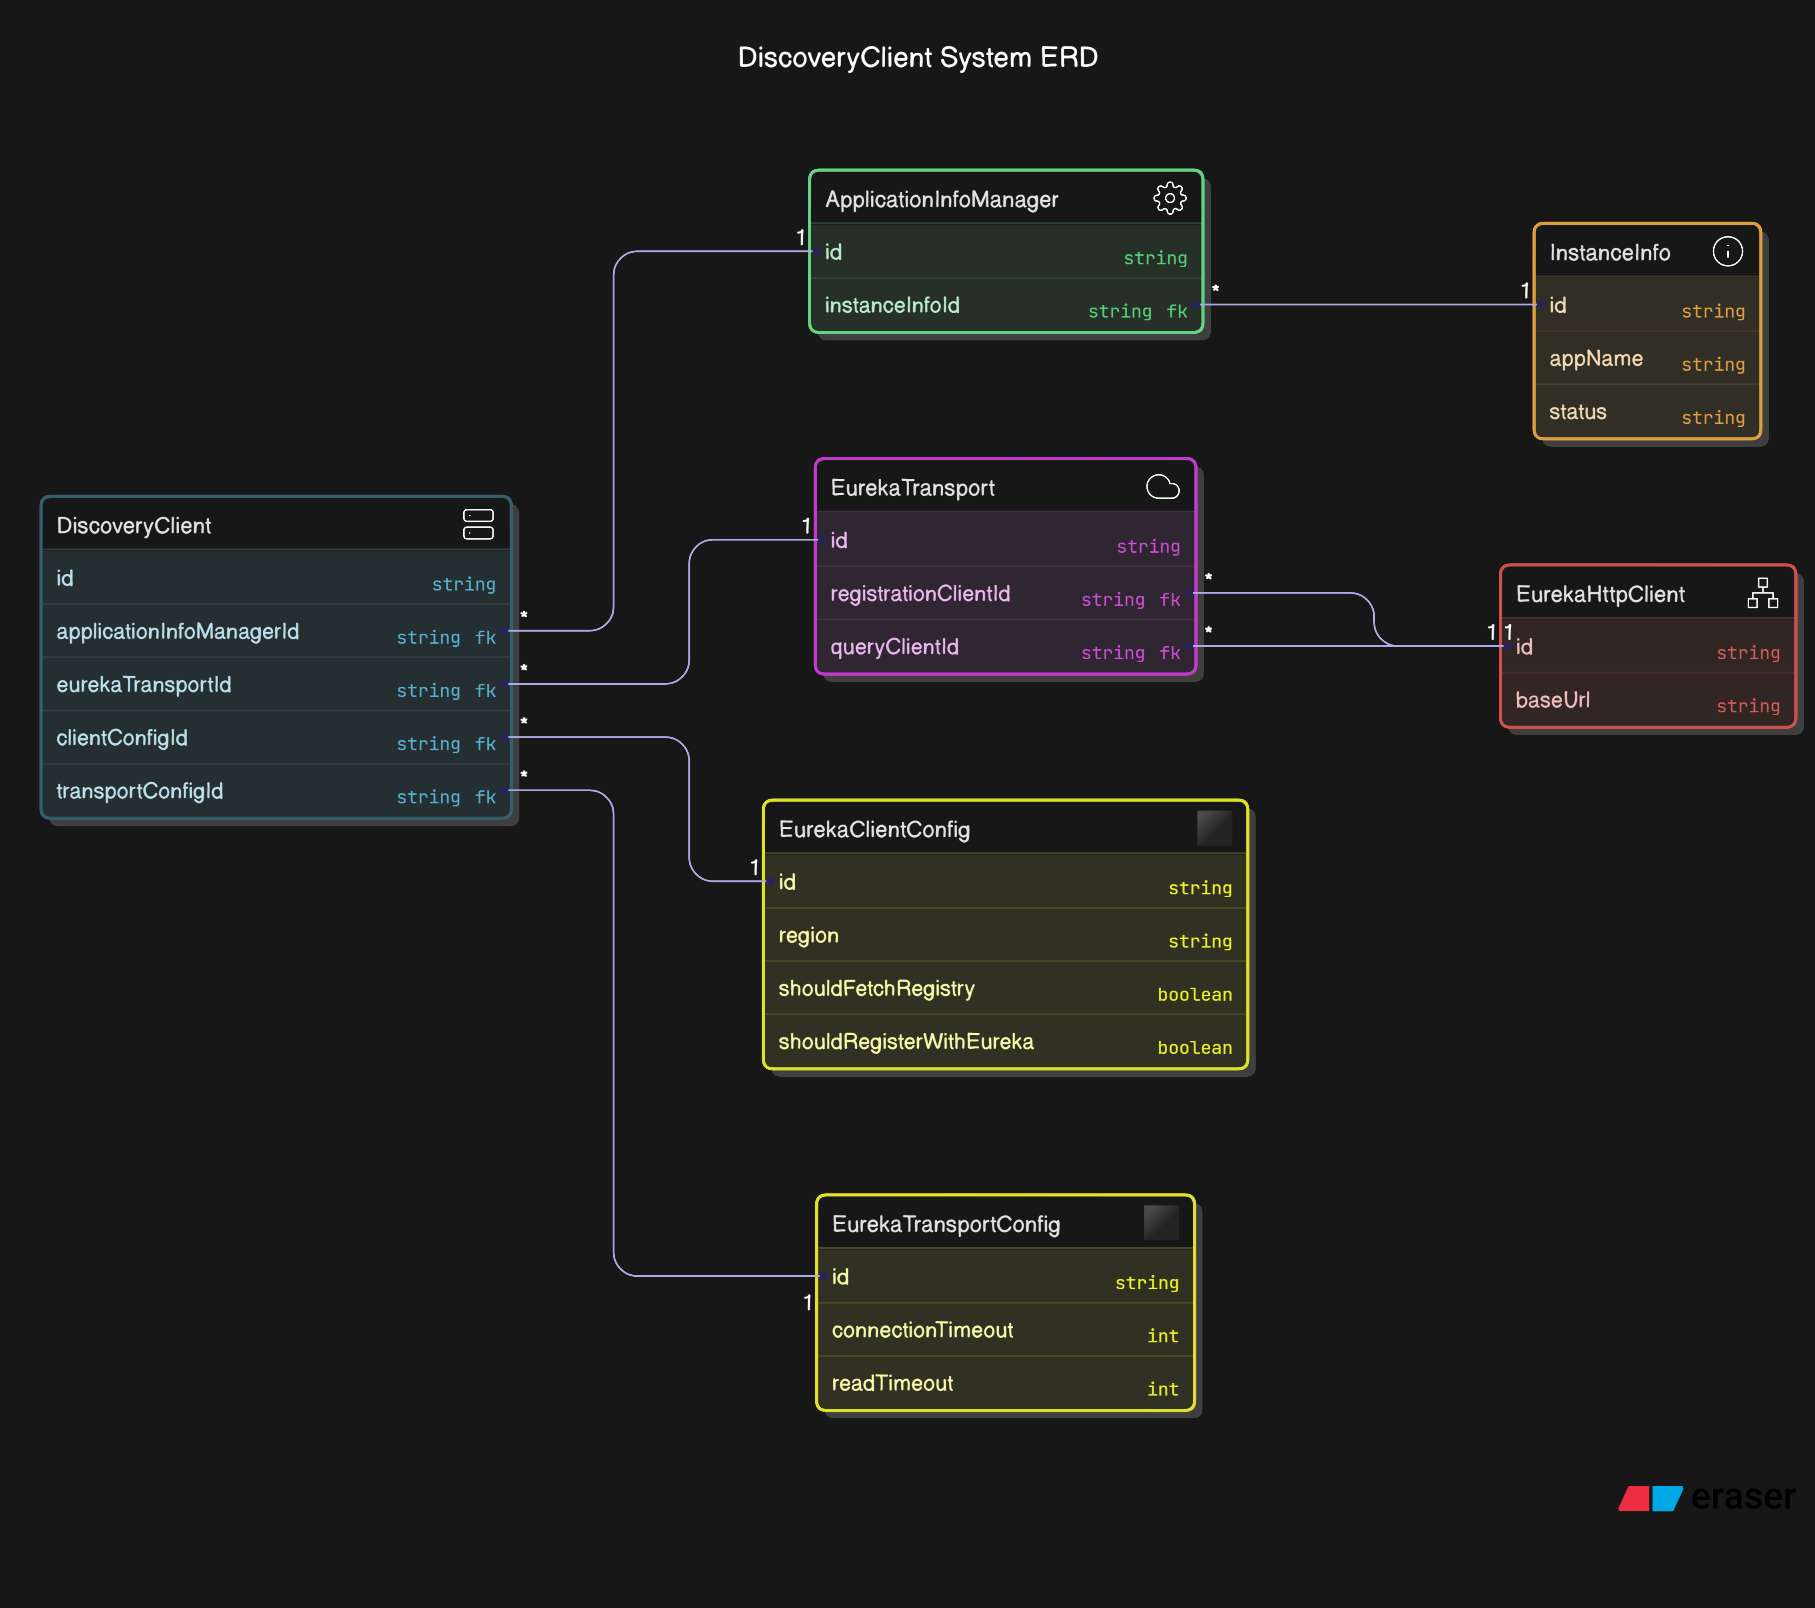 DiscoveryClient System ERD
ApplicationInfoManager
1
id string
instanceInfoId string fk
*
1
InstanceInfo
id string
appName string
status string
DiscoveryClient
id string
applicationInfoManagerId string fk
*
eurekaTransportId string fk
*
clientConfigId string fk
*
transportConfigId string fk
*
EurekaTransport
1
id string
registrationClientId string fk
*
queryClientId string fk
*
EurekaHttpClient
1 1
id string
baseUrl string
EurekaClientConfig
1
id string
region string
shouldFetchRegistry boolean
shouldRegisterWithEureka boolean
EurekaTransportConfig
id string
1
connectionTimeout int
readTimeout int
eraser